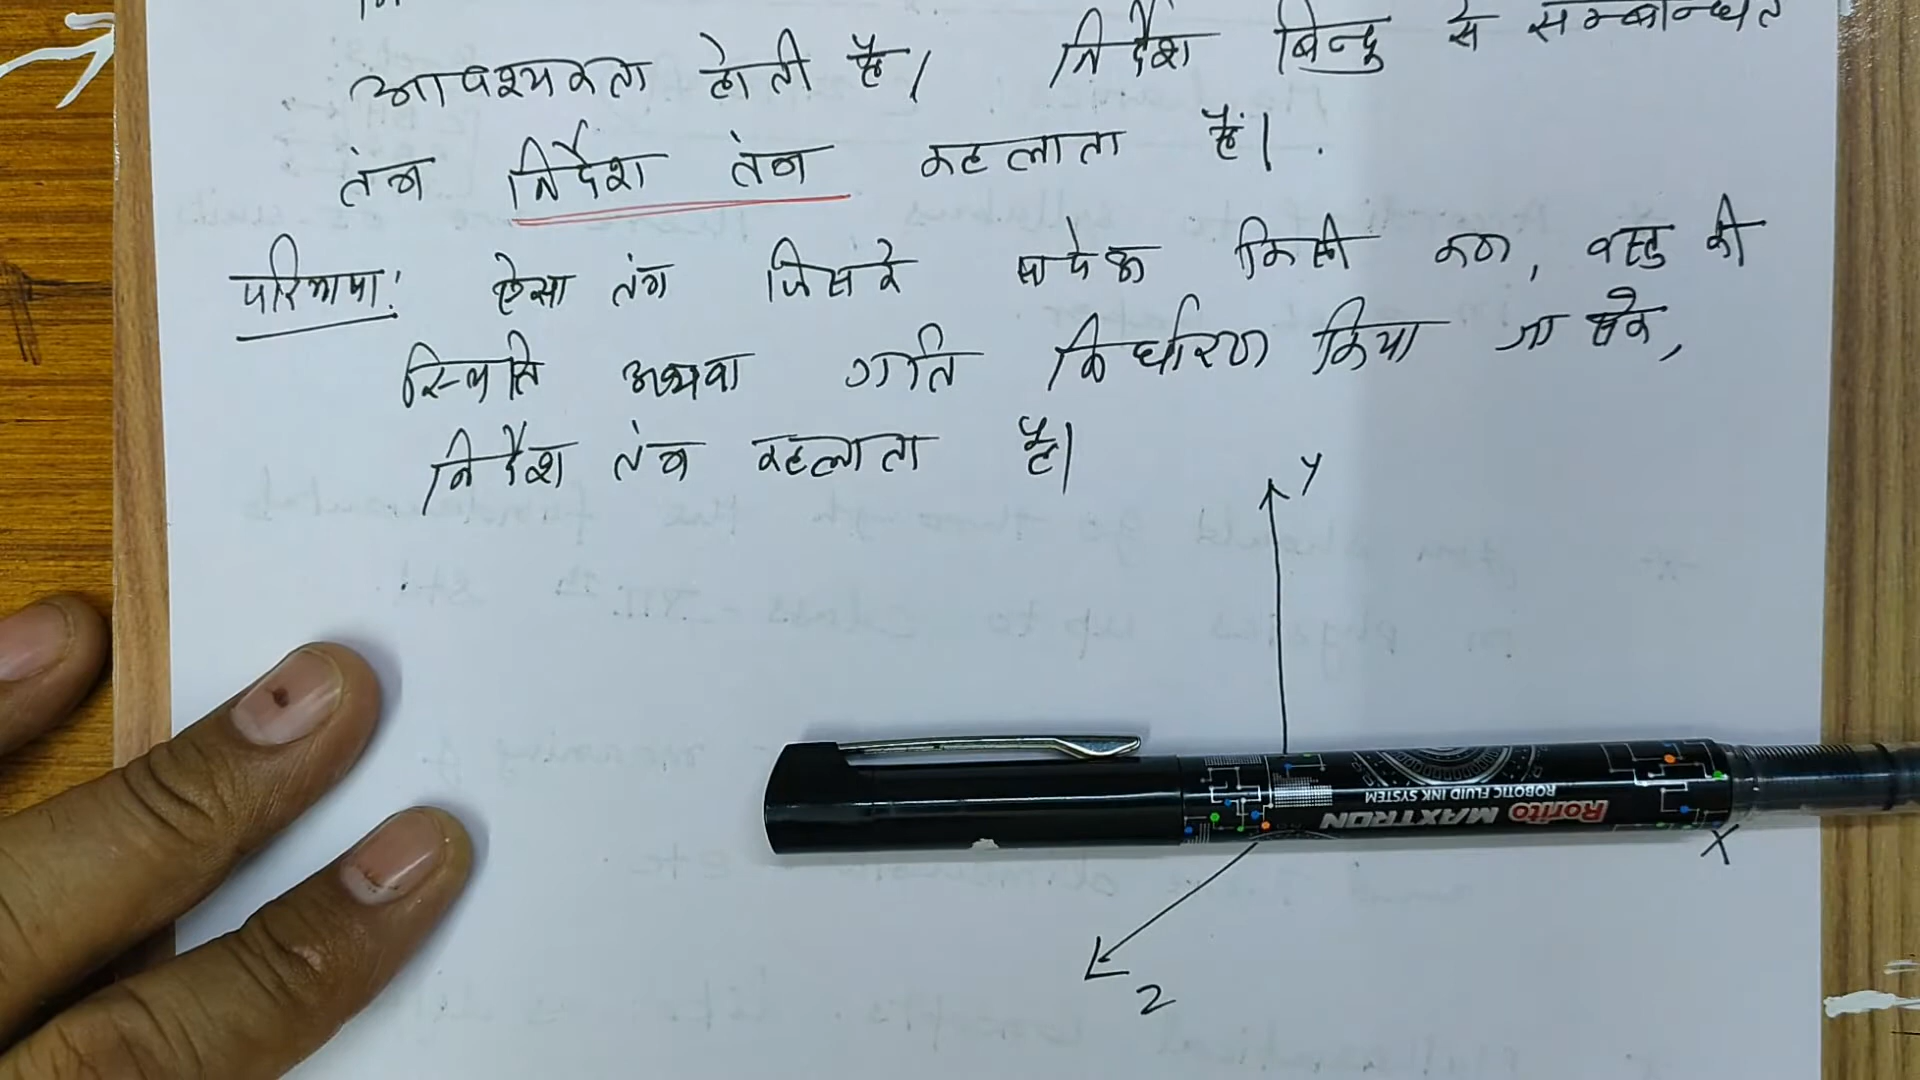 आवश्यकता होती है। निर्देश बिन्दु से सम्बन्धित
तंत्र निर्देश तंत्र कहलाता है।
परिभाषा: ऐसा तंत्र जिसके सापेक्ष किसी कण, वस्तु की
स्थिति अथवा गति निर्धारण किया जा सके,
निर्देश तंत्र कहलाता है।
Y
Rorito MAXTRON
ROBOTIC FLUID INK SYSTEM
X
Z